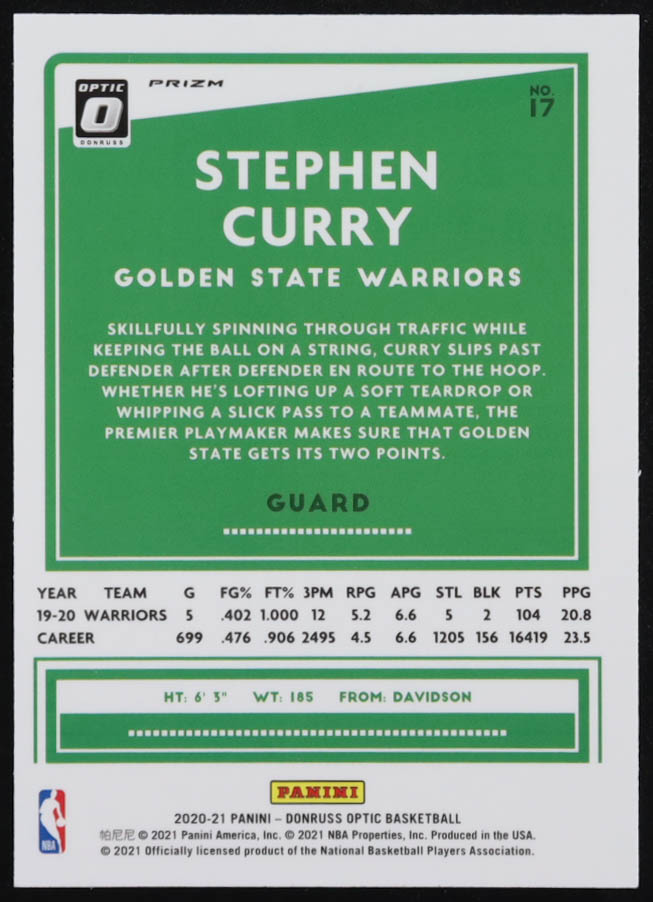 OPTIC
O
DONRUSS
PRIZM
NO.
17
STEPHEN
CURRY
GOLDEN STATE WARRIORS
SKILLFULLY SPINNING THROUGH TRAFFIC WHILE
KEEPING THE BALL ON A STRING, CURRY SLIPS PAST
DEFENDER AFTER DEFENDER EN ROUTE TO THE HOOP.
WHETHER HE'S LOFTING UP A SOFT TEARDROP OR
WHIPPING A SLICK PASS TO A TEAMMATE, THE
PREMIER PLAYMAKER MAKES SURE THAT GOLDEN
STATE GETS ITS TWO POINTS.
GUARD
YEAR TEAM G FG% FT% 3PM RPG APG STL BLK PTS PPG
19-20 WARRIORS 5 .402 1.000 12 5.2 6.6 5 2 104 20.8
CAREER 699 .476 .906 2495 4.5 6.6 1205 156 16419 23.5
HT: 6' 3" WT: 185 FROM: DAVIDSON
PANINI
2020-21 PANINI – DONRUSS OPTIC BASKETBALL
帕尼尼 © 2021 Panini America, Inc. © 2021 NBA Properties, Inc. Produced in the USA.
© 2021 Officially licensed product of the National Basketball Players Association.
NBA